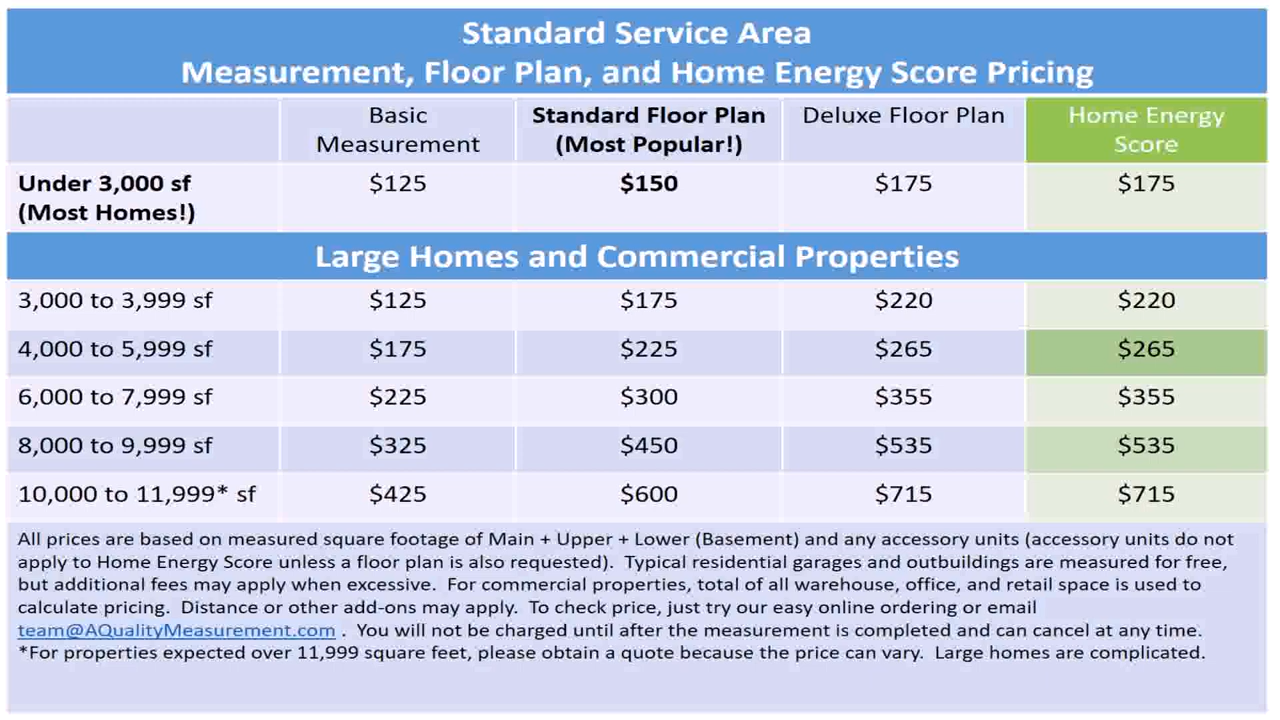 Standard Service Area
Measurement, Floor Plan, and Home Energy Score Pricing
Basic Measurement
Standard Floor Plan (Most Popular!)
Deluxe Floor Plan
Home Energy Score
Under 3,000 sf (Most Homes!) $125 $150 $175 $175
Large Homes and Commercial Properties
3,000 to 3,999 sf $125 $175 $220 $220
4,000 to 5,999 sf $175 $225 $265 $265
6,000 to 7,999 sf $225 $300 $355 $355
8,000 to 9,999 sf $325 $450 $535 $535
10,000 to 11,999* sf $425 $600 $715 $715
All prices are based on measured square footage of Main + Upper + Lower (Basement) and any accessory units (accessory units do not
apply to Home Energy Score unless a floor plan is also requested). Typical residential garages and outbuildings are measured for free,
but additional fees may apply when excessive. For commercial properties, total of all warehouse, office, and retail space is used to
calculate pricing. Distance or other add-ons may apply. To check price, just try our easy online ordering or email
team@AQualityMeasurement.com . You will not be charged until after the measurement is completed and can cancel at any time.
*For properties expected over 11,999 square feet, please obtain a quote because the price can vary. Large homes are complicated.